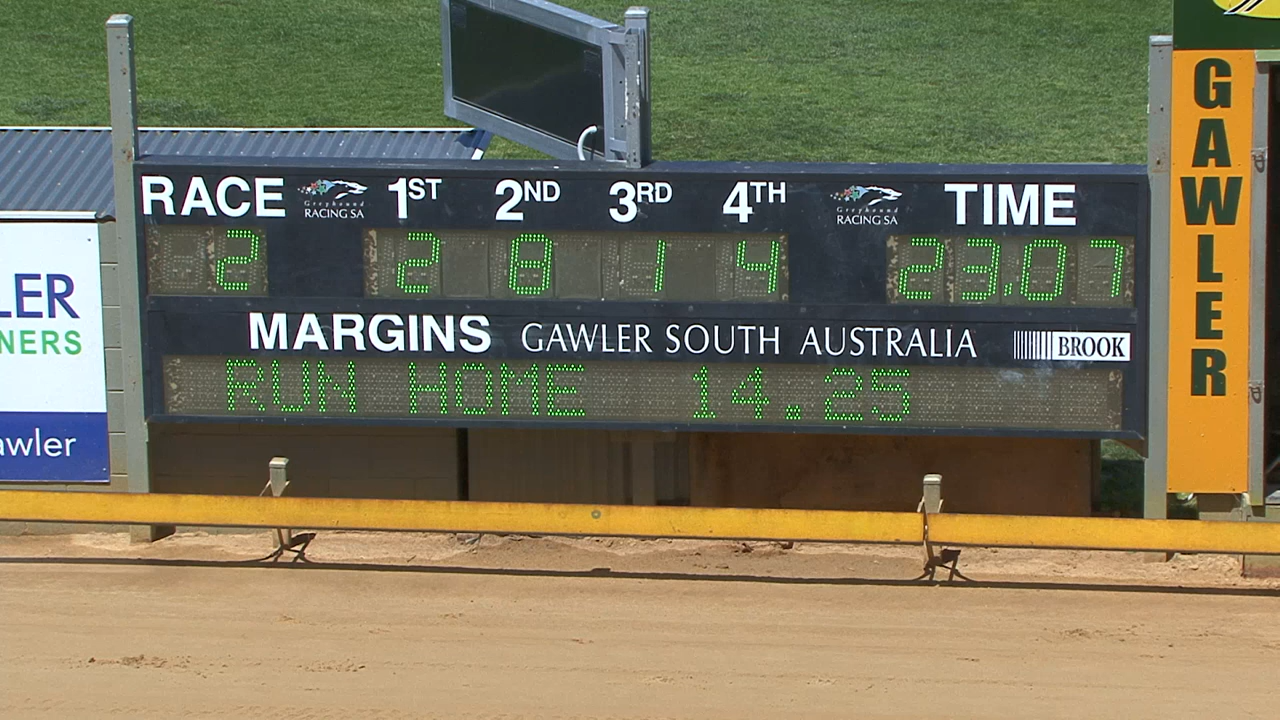 RACE Greyhound RACING SA 1ST 2ND 3RD 4TH Greyhound RACING SA TIME
2 2 8 1 4 23.07
MARGINS GAWLER SOUTH AUSTRALIA BROOK
RUN HOME 14.25
LER
NERS
awler
GAWLER